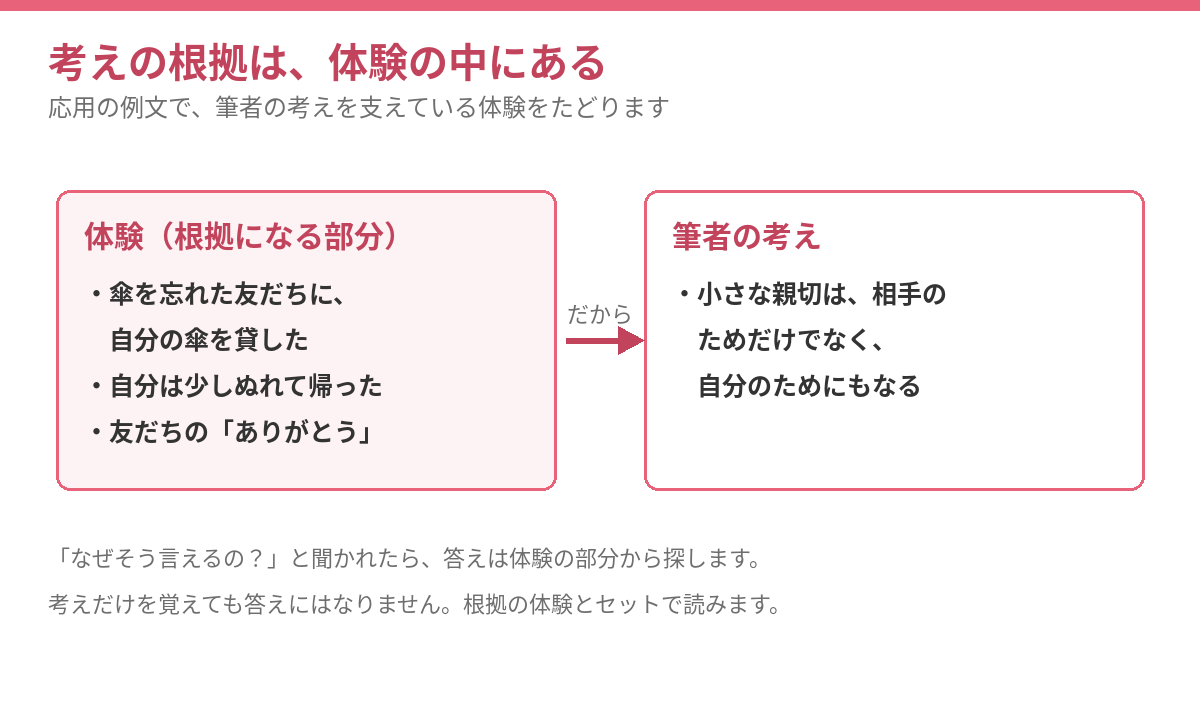 考えの根拠は、体験の中にある
応用の例文で、筆者の考えを支えている体験をたどります
体験（根拠になる部分）
・傘を忘れた友だちに、
自分の傘を貸した
・自分は少しぬれて帰った
・友だちの「ありがとう」
だから
筆者の考え
・小さな親切は、相手の
ためだけでなく、
自分のためにもなる
「なぜそう言えるの？」と聞かれたら、答えは体験の部分から探します。
考えだけを覚えても答えにはなりません。根拠の体験とセットで読みます。